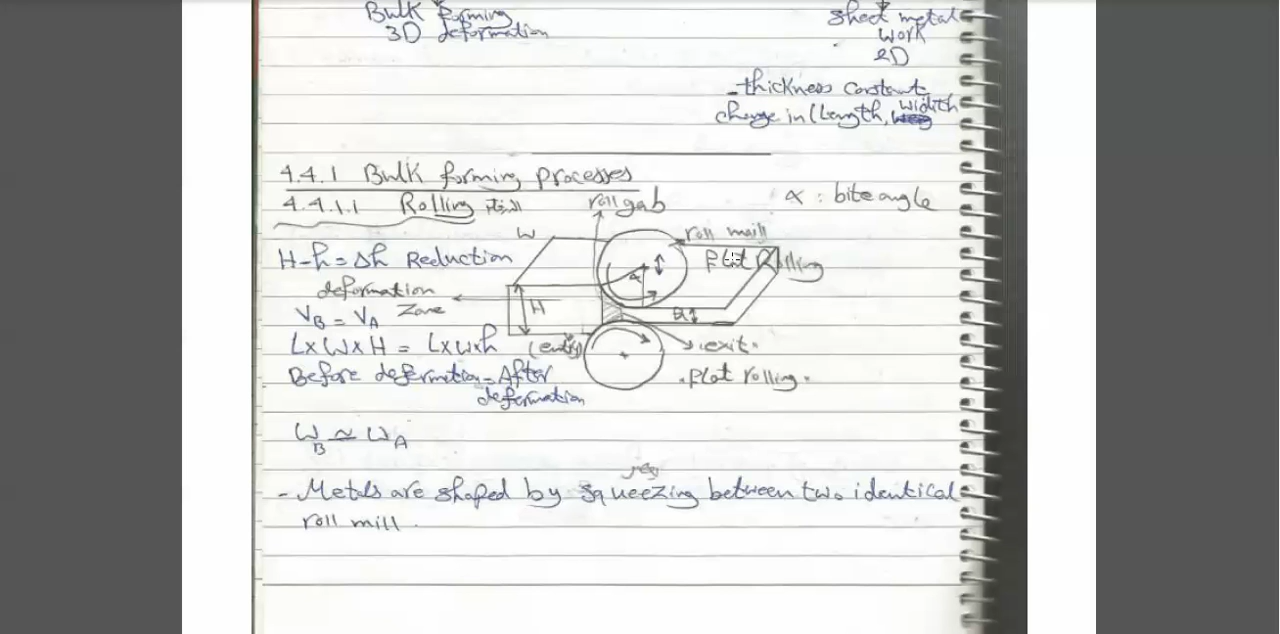 Bulk forming
3D deformation
sheet metal
work
2D
- thickness constant
change in (Length, width
4.4.1 Bulk forming processes
4.4.1.1 Rolling
roll gab
α : bite angle
W
roll maill
H-h = Δh Reduction
Flat Rolling
deformation
Zone
α
H
V_B = V_A
L×W×H = L×w×h
(entry)
exit.
Before deformation = After
deformation
.flat rolling.
W_B ≃ W_A
- Metals are shaped by squeezing between two identical
roll mill.